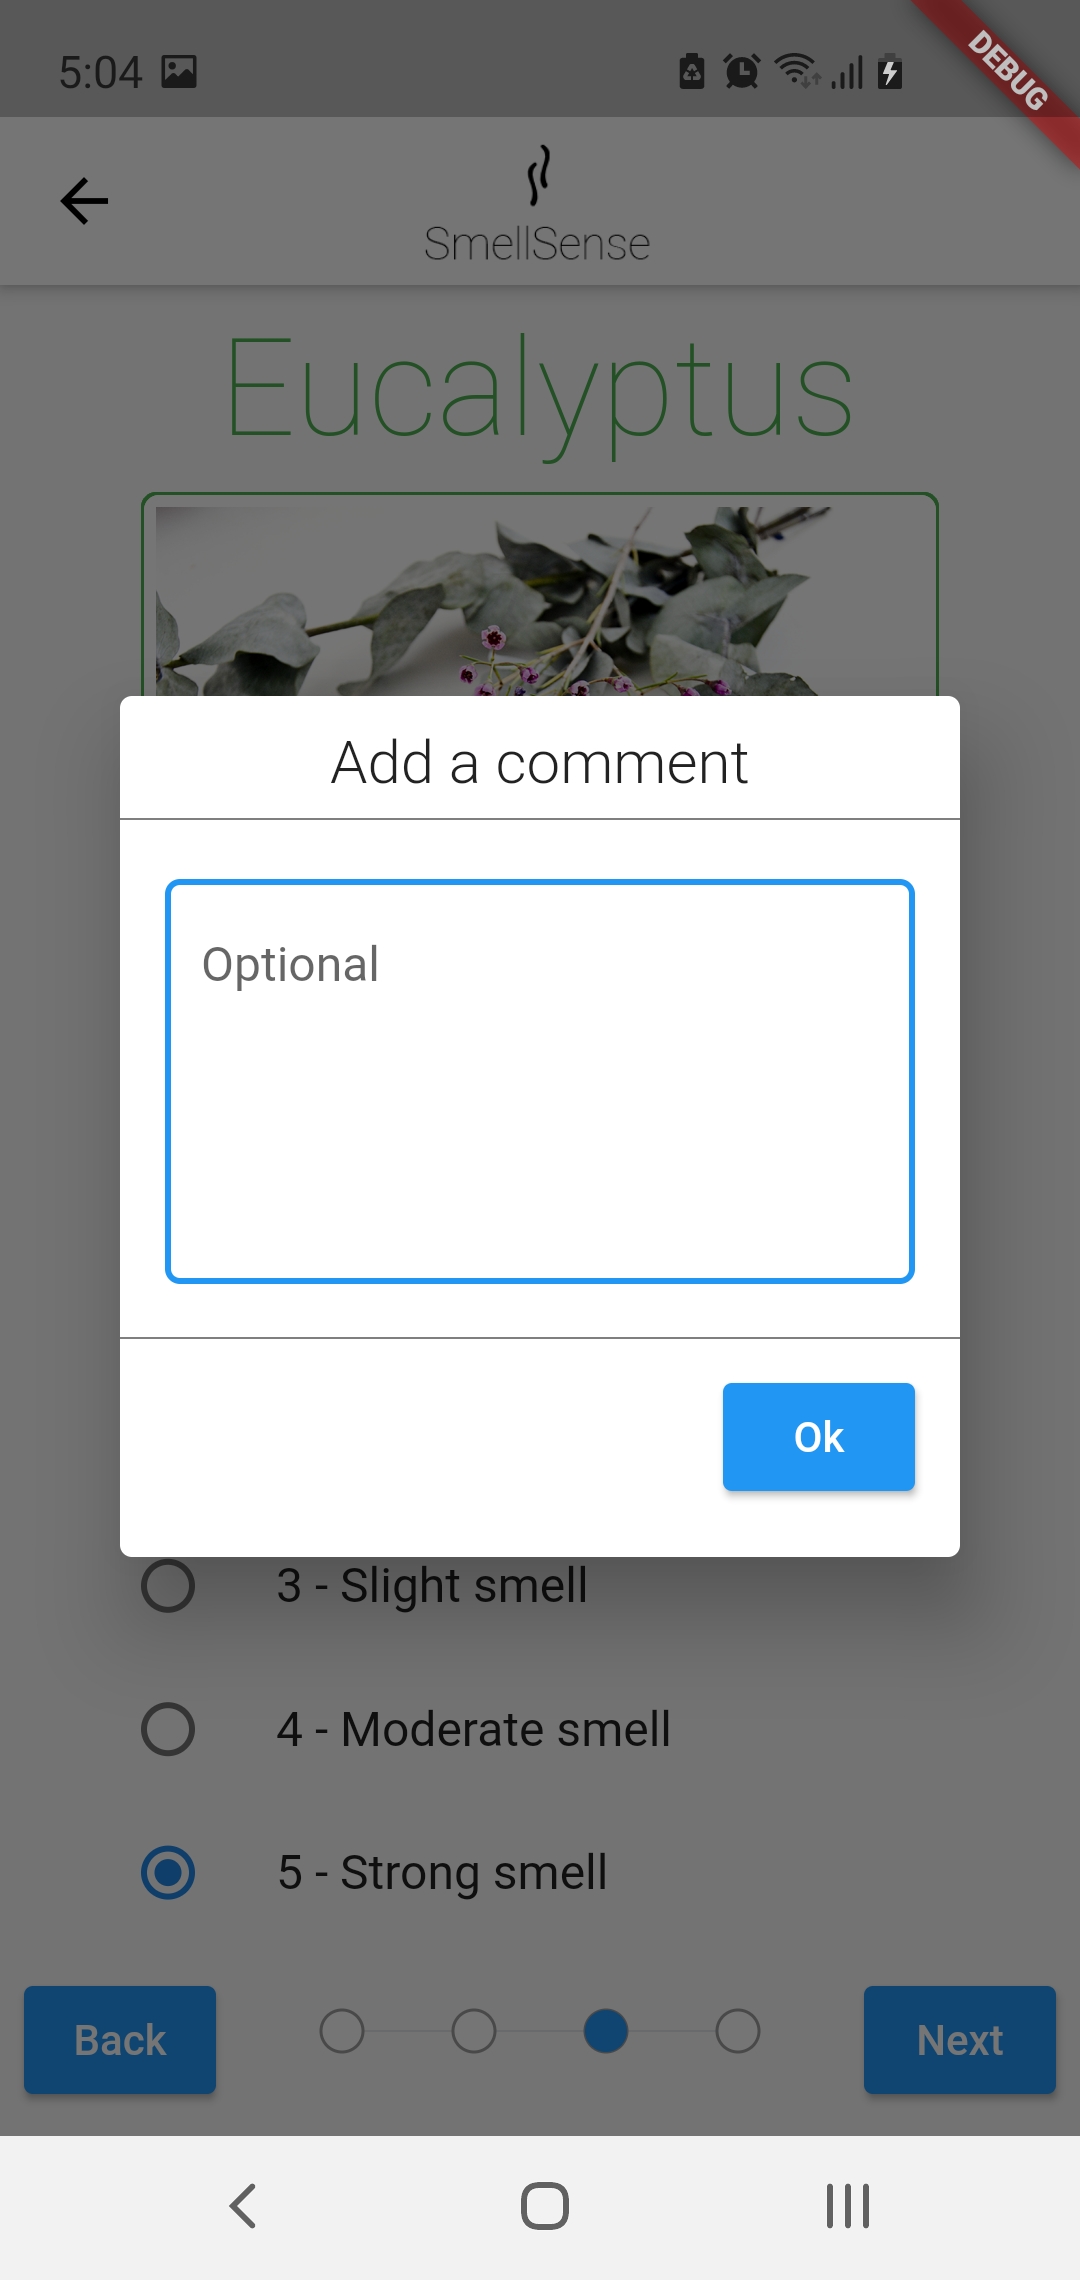 5:04
DEBUG
SmellSense
Eucalyptus
Add a comment
Optional
Ok
3 - Slight smell
4 - Moderate smell
5 - Strong smell
Back
Next